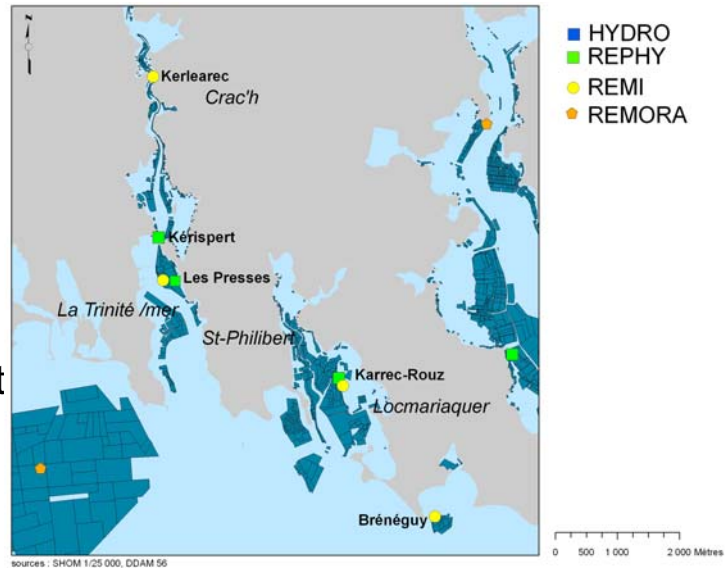 HYDRO
REPHY
REMI
REMORA
Kerlearec
Crac'h
Kérispert
Les Presses
La Trinité /mer
St-Philibert
Karrec-Rouz
Locmariaquer
t
Brénéguy
0 500 1 000 2 000 Mètres
sources : SHOM 1/25 000, DDAM 56